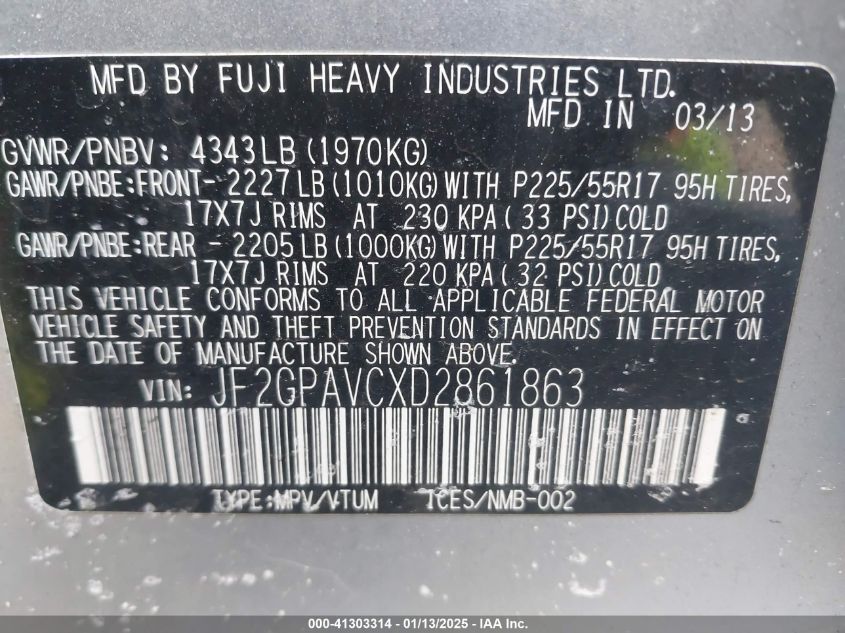 MFD BY FUJI HEAVY INDUSTRIES LTD.
MFD IN 03/13
GVWR/PNBV: 4343LB (1970KG)
GAWR/PNBE:FRONT- 2227LB (1010KG) WITH P225/55R17 95H TIRES,
17X7J RIMS AT 230 KPA( 33 PSI)COLD
GAWR/PNBE:REAR - 2205LB (1000KG) WITH P225/55R17 95H TIRES,
17X7J RIMS AT 220 KPA( 32 PSI)COLD
THIS VEHICLE CONFORMS TO ALL APPLICABLE FEDERAL MOTOR
VEHICLE SAFETY AND THEFT PREVENTION STANDARDS IN EFFECT ON
THE DATE OF MANUFACTURE SHOWN ABOVE.
VIN: JF2GPAVCXD2861863
TYPE:MPV/VTUM ICES/NMB-002
000-41303314 - 01/13/2025 - IAA Inc.